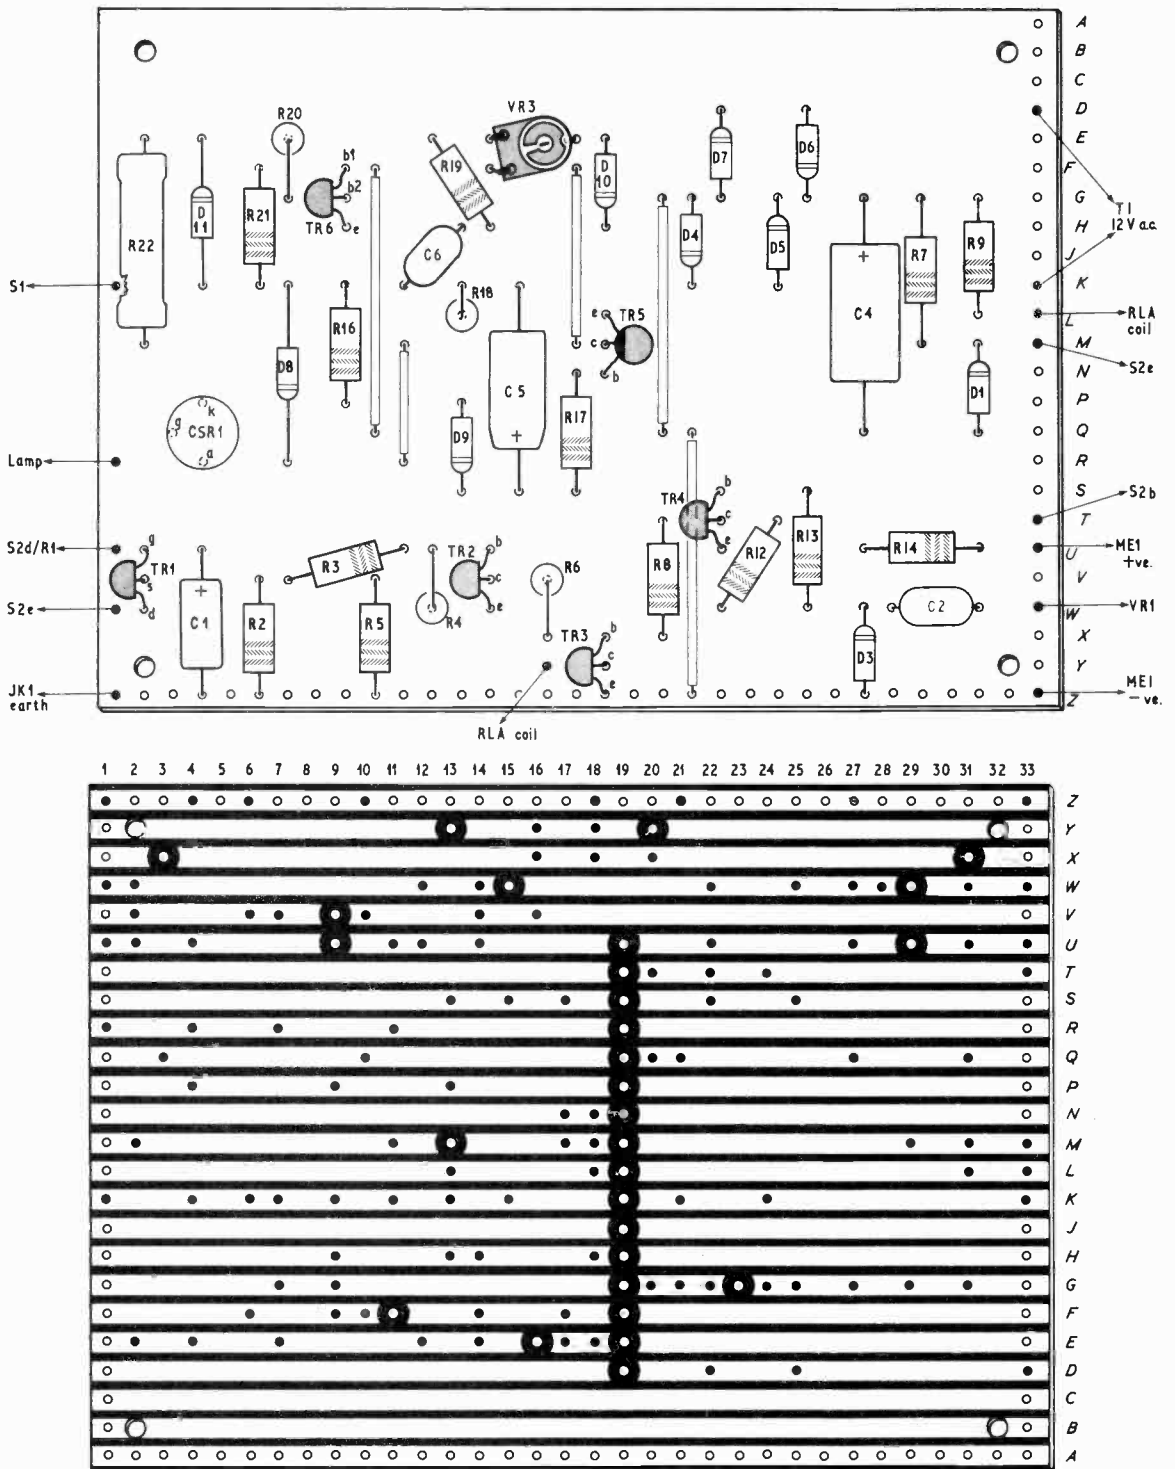 A
B
C
D
E
F
G
H
J
K
L
M
N
P
Q
R
S
T
U
V
W
X
Y
Z
T1
12V a.c.
RLA
coil
S2e
S2b
ME1
+ve.
VR1
ME1
-ve.
S1
Lamp
S2d/R1
S2e
JK1
earth
RLA coil
R20
VR3
b1
b2
e
TR6
R19
D
10
D7
D6
R22
D
11
R21
C6
D4
D5
R7
R9
+
C4
R18
R16
D8
e
c
b
TR5
C5
+
R17
D9
D1
k
g
a
CSR1
TR4
b
c
e
R8
R12
R13
R14
C2
g
s
d
TR1
R3
TR2
b
c
e
R6
+
C1
R2
R5
R4
TR3
b
c
e
D3
1 2 3 4 5 6 7 8 9 10 11 12 13 14 15 16 17 18 19 20 21 22 23 24 25 26 27 28 29 30 31 32 33
Z
Y
X
W
V
U
T
S
R
Q
P
N
M
L
K
J
H
G
F
E
D
C
B
A